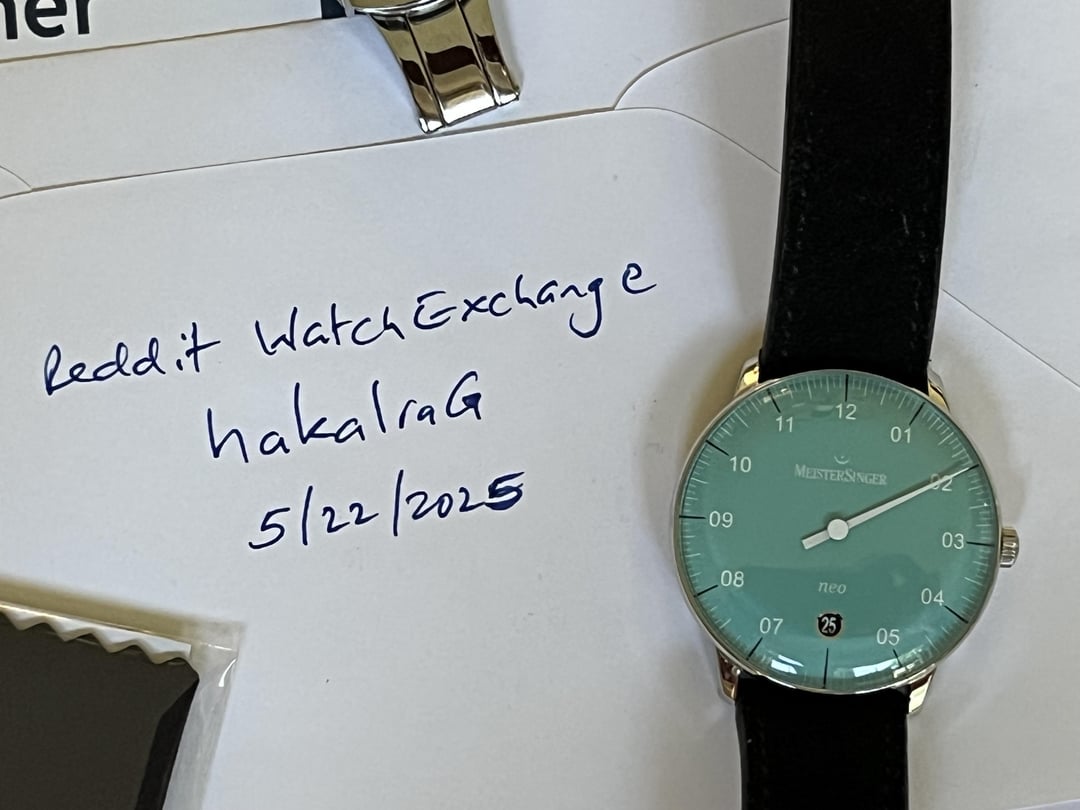 ner
Reddit WatchExchange
hakalraG
5/22/2025
12
01
02
03
04
05
25
07
08
09
10
11
MEISTERSINGER
neo